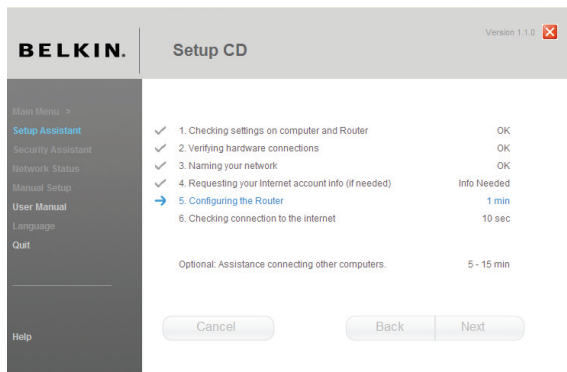 BELKIN.
Setup CD
Version 1.1.0
Main Menu >
Setup Assistant
Security Assistant
Network Status
Manual Setup
User Manual
Language
Quit
Help
1. Checking settings on computer and Router OK
2. Verifying hardware connections OK
3. Naming your network OK
4. Requesting your Internet account info (if needed) Info Needed
5. Configuring the Router 1 min
6. Checking connection to the internet 10 sec
Optional: Assistance connecting other computers. 5 - 15 min
Cancel Back Next